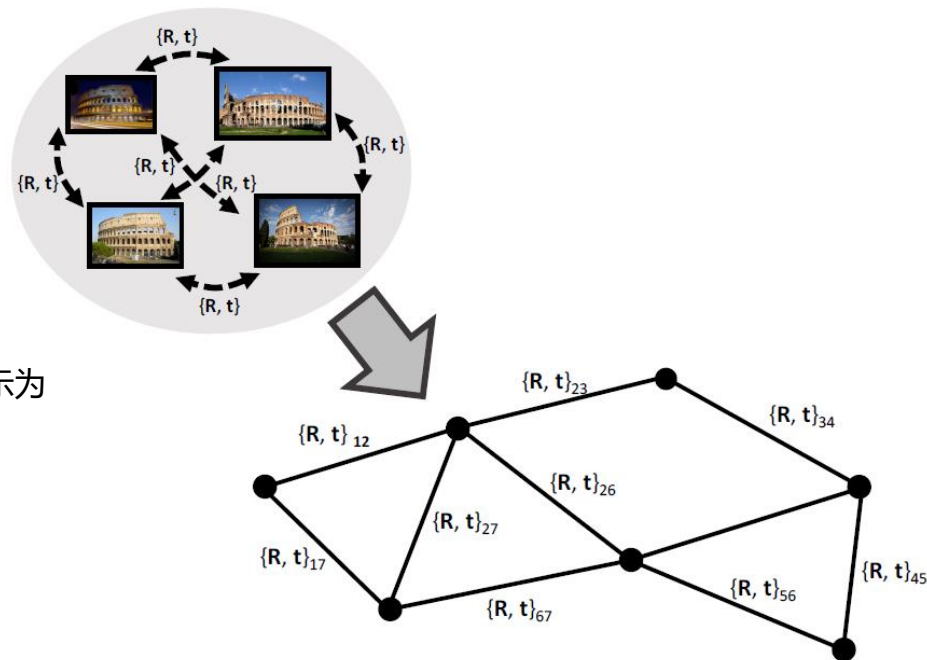 {R, t}
{R, t}
{R, t}
{R, t}
{R, t}
{R, t}
示为
{R, t}₂₃
{R, t}₃₄
{R, t} ₁₂
{R, t}₂₆
{R, t}₂₇
{R, t}₁₇
{R, t}₄₅
{R, t}₅₆
{R, t}₆₇